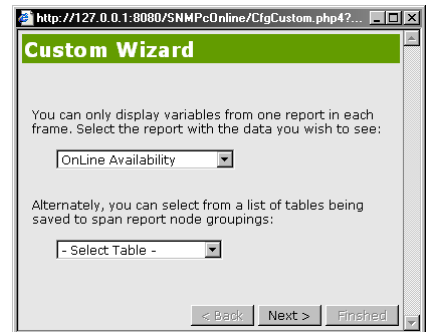 http://127.0.0.1:8080/SNMPcOnline/CfgCustom.php4?...
Custom Wizard
You can only display variables from one report in each
frame. Select the report with the data you wish to see:
OnLine Availability
Alternately, you can select from a list of tables being
saved to span report node groupings:
- Select Table -
< Back Next > Finshed